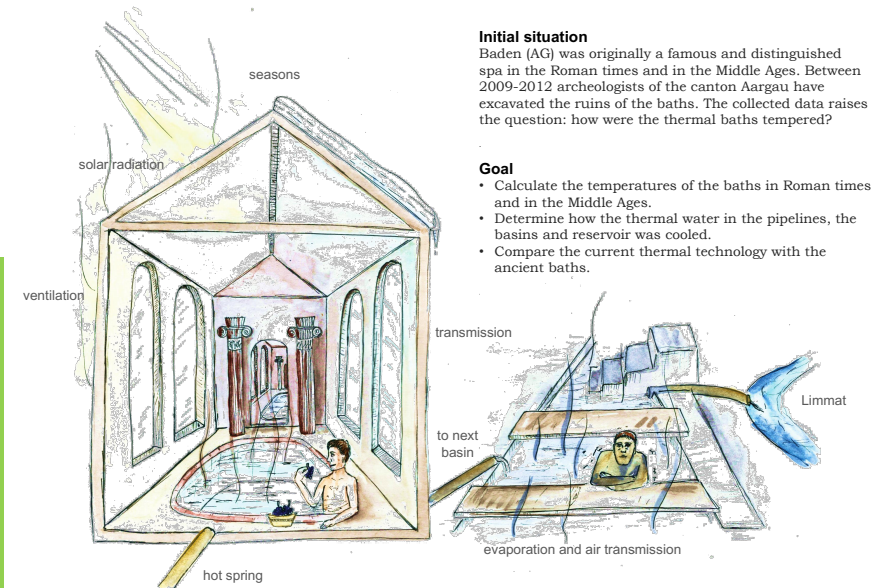 Initial situation
Baden (AG) was originally a famous and distinguished
spa in the Roman times and in the Middle Ages. Between
2009-2012 archeologists of the canton Aargau have
excavated the ruins of the baths. The collected data raises
the question: how were the thermal baths tempered?
.
Goal
• Calculate the temperatures of the baths in Roman times
and in the Middle Ages.
• Determine how the thermal water in the pipelines, the
basins and reservoir was cooled.
• Compare the current thermal technology with the
ancient baths.
seasons
solar radiation
ventilation
transmission
Limmat
to next
basin
evaporation and air transmission
hot spring